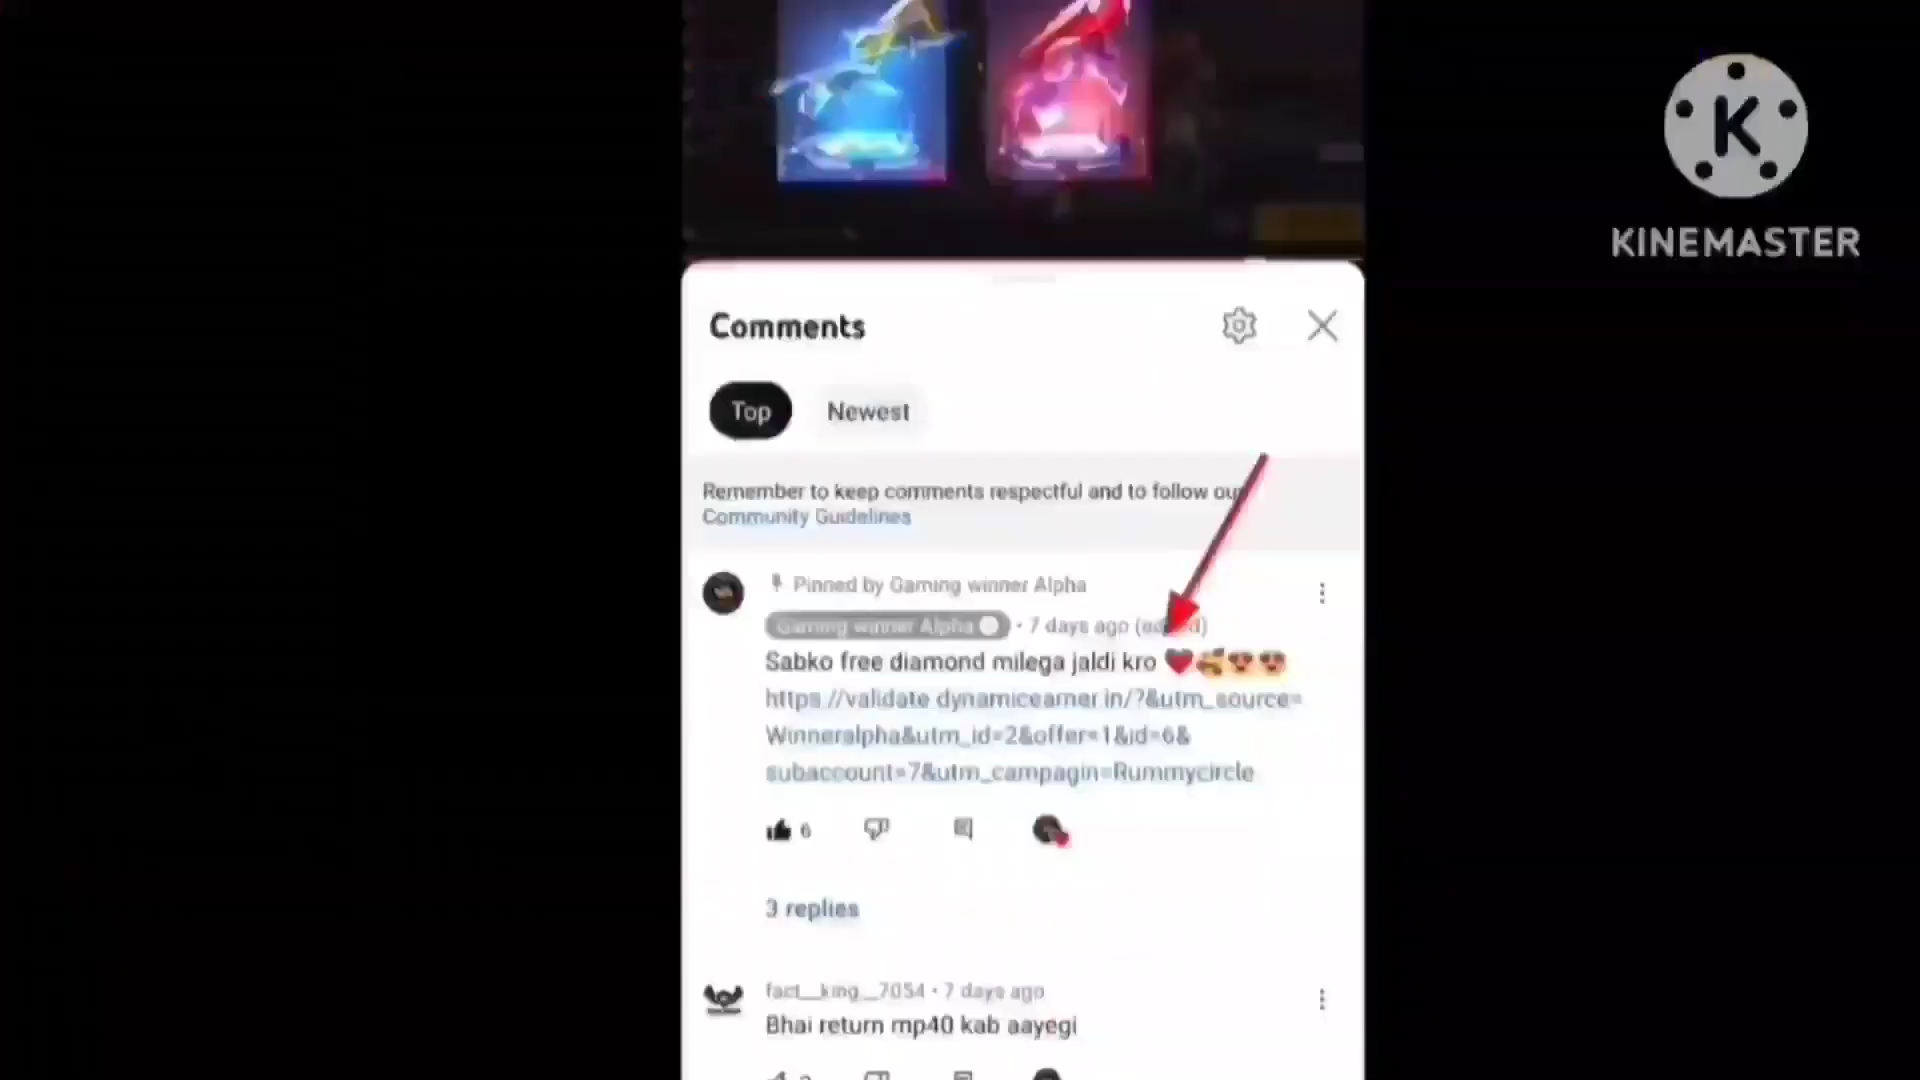 K
KINEMASTER
Comments
Top
Newest
Remember to keep comments respectful and to follow our
Community Guidelines
Pinned by Gaming winner Alpha
Gaming winner Alpha • 7 days ago
Sabko free diamond milega jaldi kro ❤️🥰😍😍
https://validate.dynamicearner.in/?&utm_source=
Winneralpha&utm_id=2&offer=1&id=6&
subaccount=7&utm_campagin=Rummycircle
6
3 replies
fact__king__7054 • 7 days ago
Bhai return mp40 kab aayegi